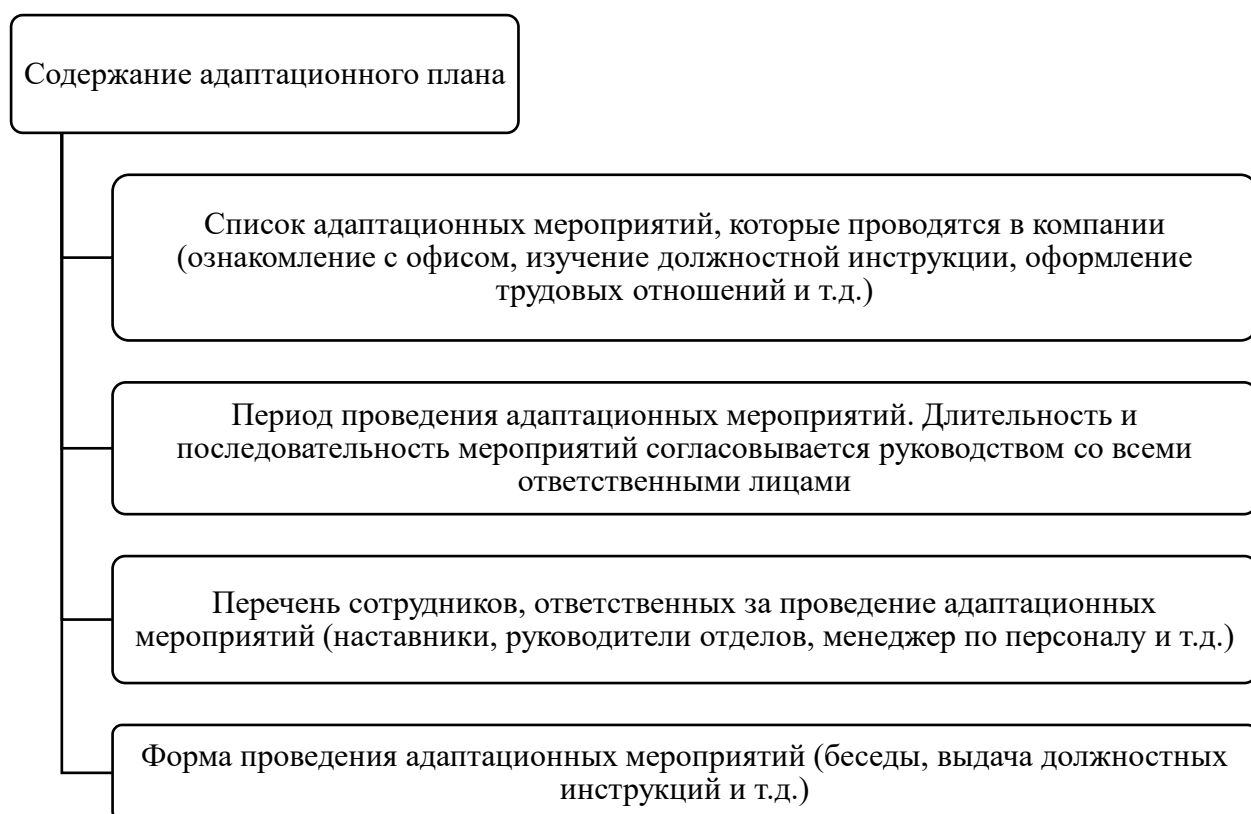 Содержание адаптационного плана
Список адаптационных мероприятий, которые проводятся в компании
(ознакомление с офисом, изучение должностной инструкции, оформление
трудовых отношений и т.д.)
Период проведения адаптационных мероприятий. Длительность и
последовательность мероприятий согласовывается руководством со всеми
ответственными лицами
Перечень сотрудников, ответственных за проведение адаптационных
мероприятий (наставники, руководители отделов, менеджер по персоналу и т.д.)
Форма проведения адаптационных мероприятий (беседы, выдача должностных
инструкций и т.д.)